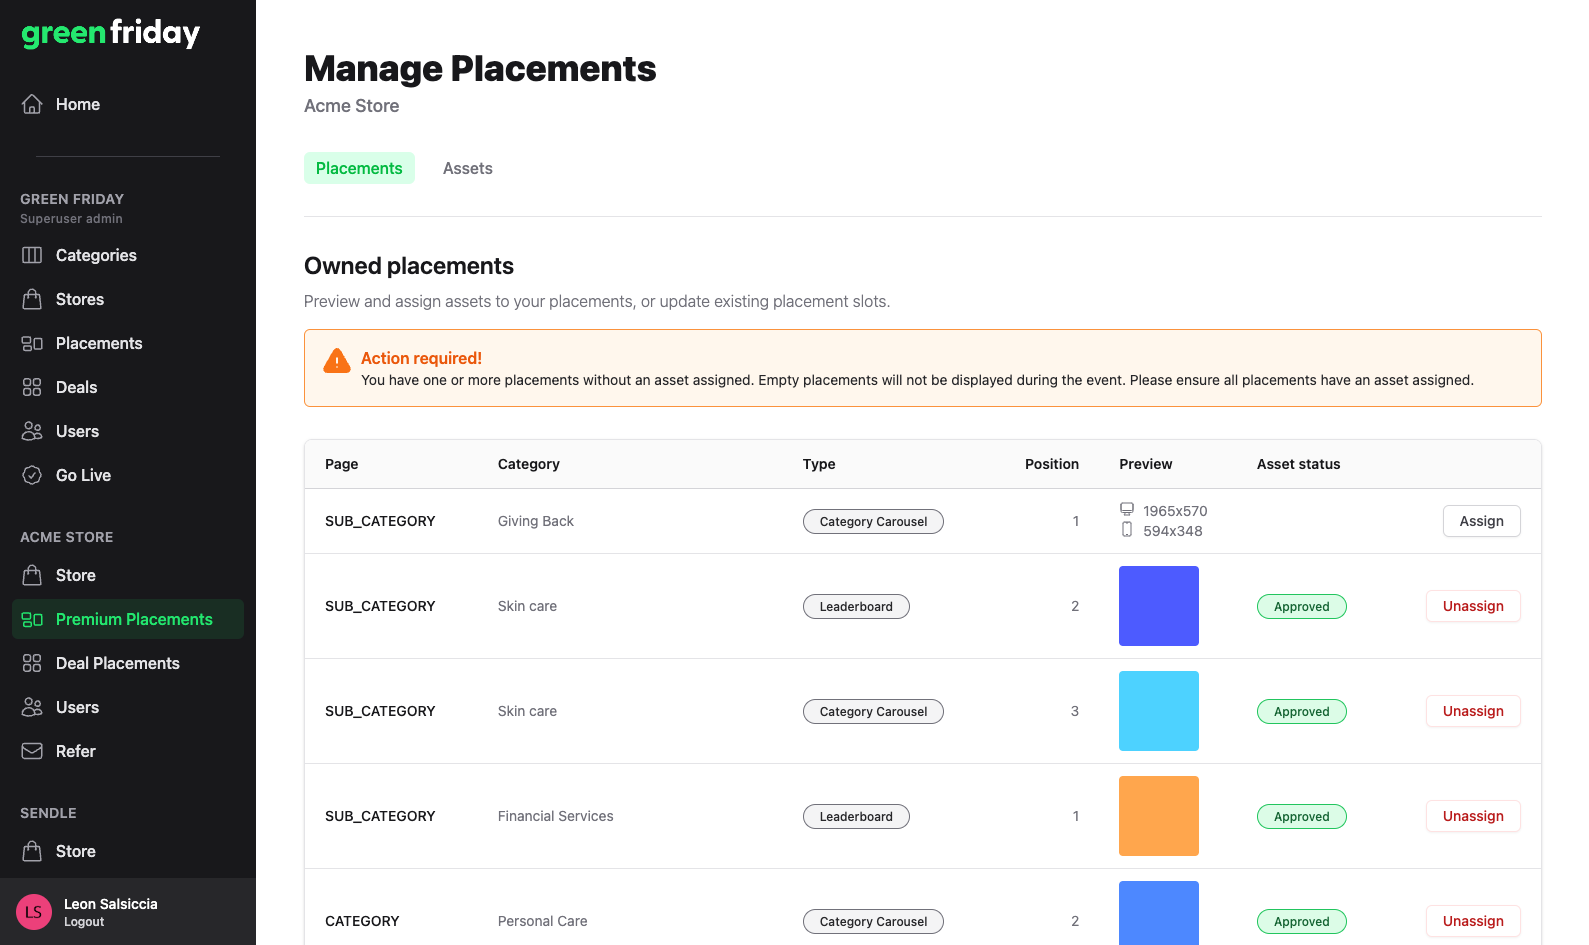 greenfriday
Home
GREEN FRIDAY
Superuser admin
Categories
Stores
Placements
Deals
Users
Go Live
ACME STORE
Store
Premium Placements
Deal Placements
Users
Refer
SENDLE
Store
LS
Leon Salsiccia
Logout
Manage Placements
Acme Store
Placements Assets
Owned placements
Preview and assign assets to your placements, or update existing placement slots.
Action required!
You have one or more placements without an asset assigned. Empty placements will not be displayed during the event. Please ensure all placements have an asset assigned.
Page Category Type Position Preview Asset status
SUB_CATEGORY Giving Back Category Carousel 1 1965x570 Assign
594x348
SUB_CATEGORY Skin care Leaderboard 2 Approved Unassign
SUB_CATEGORY Skin care Category Carousel 3 Approved Unassign
SUB_CATEGORY Financial Services Leaderboard 1 Approved Unassign
CATEGORY Personal Care Category Carousel 2 Approved Unassign